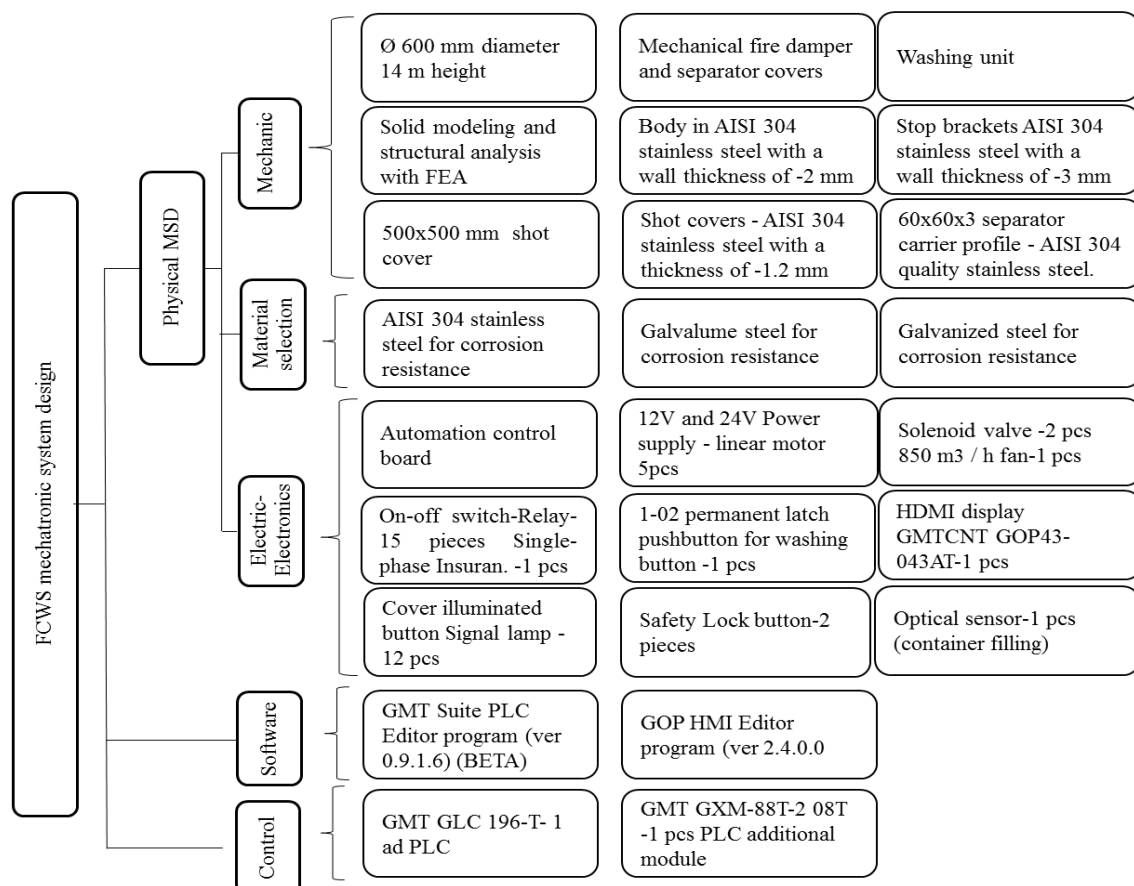 FCWS mechatronic system design
Physical MSD
Mechanic
Ø 600 mm diameter
14 m height
Mechanical fire damper
and separator covers
Washing unit
Solid modeling and
structural analysis
with FEA
Body in AISI 304
stainless steel with a
wall thickness of -2 mm
Stop brackets AISI 304
stainless steel with a
wall thickness of -3 mm
500x500 mm shot
cover
Shot covers - AISI 304
stainless steel with a
thickness of -1.2 mm
60x60x3 separator
carrier profile - AISI 304
quality stainless steel.
Material
selection
AISI 304 stainless
steel for corrosion
resistance
Galvalume steel for
corrosion resistance
Galvanized steel for
corrosion resistance
Electric-
Electronics
Automation control
board
12V and 24V Power
supply - linear motor
5pcs
Solenoid valve -2 pcs
850 m3 / h fan-1 pcs
On-off switch-Relay-
15 pieces Single-
phase Insuran. -1 pcs
1-02 permanent latch
pushbutton for washing
button -1 pcs
HDMI display
GMTCNT GOP43-
043AT-1 pcs
Cover illuminated
button Signal lamp -
12 pcs
Safety Lock button-2
pieces
Optical sensor-1 pcs
(container filling)
Software
GMT Suite PLC
Editor program (ver
0.9.1.6) (BETA)
GOP HMI Editor
program (ver 2.4.0.0
Control
GMT GLC 196-T- 1
ad PLC
GMT GXM-88T-2 08T
-1 pcs PLC additional
module